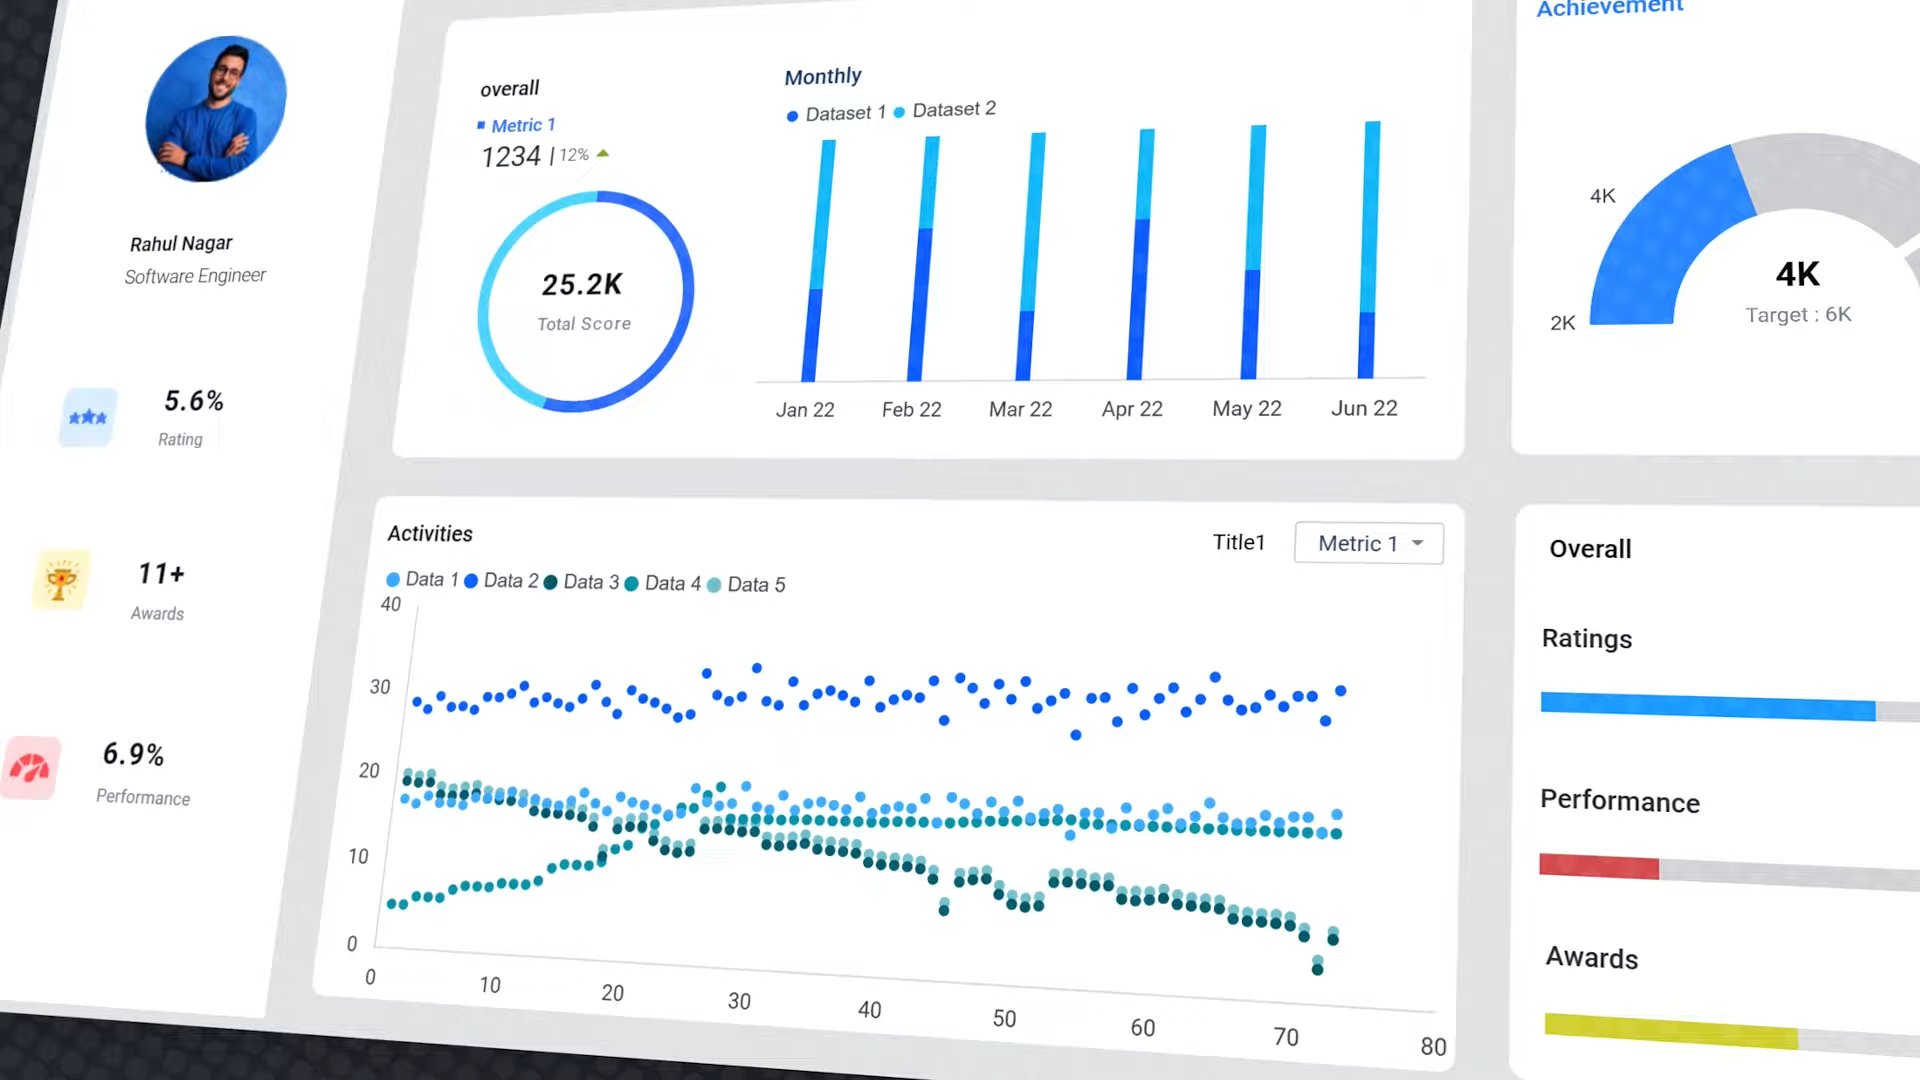 Rahul Nagar
Software Engineer
5.6%
Rating
11+
Awards
6.9%
Performance
overall
Metric 1
1234 | 12%
25.2K
Total Score
Monthly
Dataset 1 Dataset 2
Jan 22 Feb 22 Mar 22 Apr 22 May 22 Jun 22
Achievement
4K
2K
4K
Target : 6K
Activities
Title1 Metric 1
Data 1 Data 2 Data 3 Data 4 Data 5
40
30
20
10
0
0 10 20 30 40 50 60 70 80
Overall
Ratings
Performance
Awards